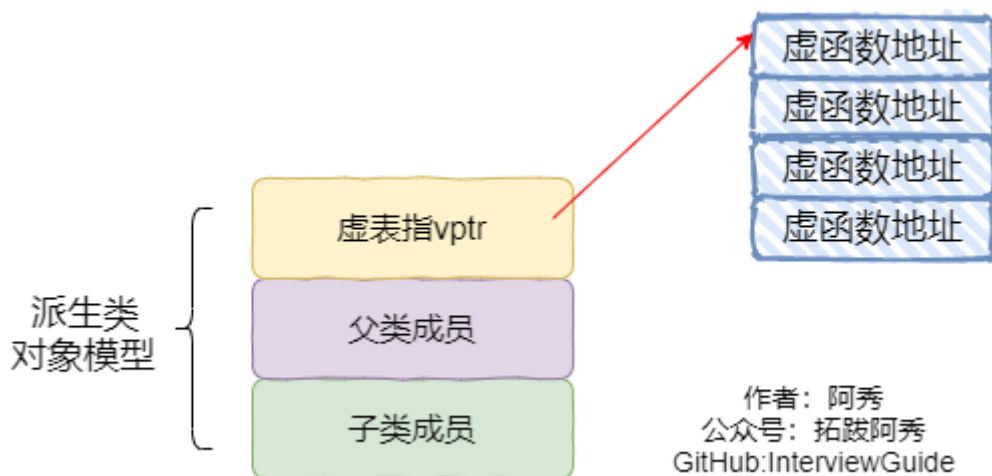 虚函数地址
虚函数地址
虚函数地址
虚函数地址
虚表指vptr
父类成员
子类成员
派生类
对象模型
作者：阿秀
公众号：拓跋阿秀
GitHub:InterviewGuide